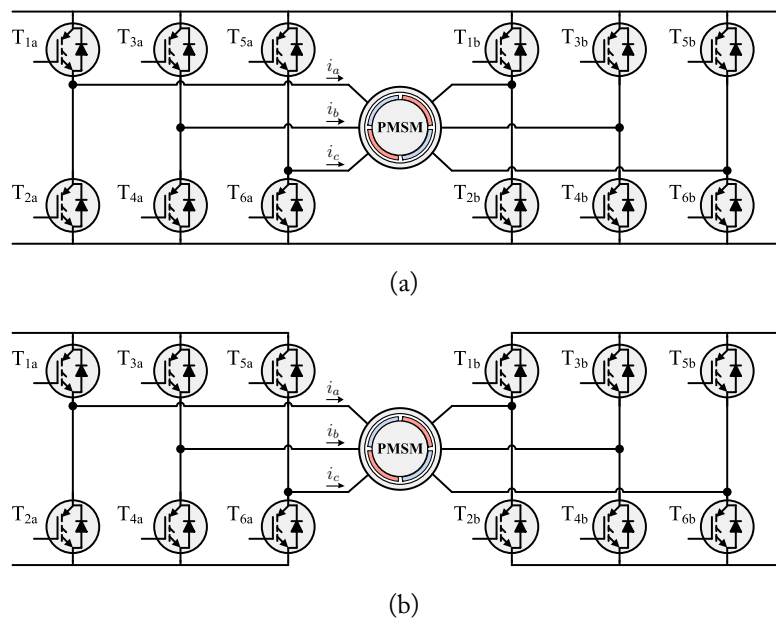 T1a T3a T5a T1b T3b T5b
ia
ib
PMSM
ic
T2a T4a T6a T2b T4b T6b
(a)
T1a T3a T5a T1b T3b T5b
ia
ib
PMSM
ic
T2a T4a T6a T2b T4b T6b
(b)